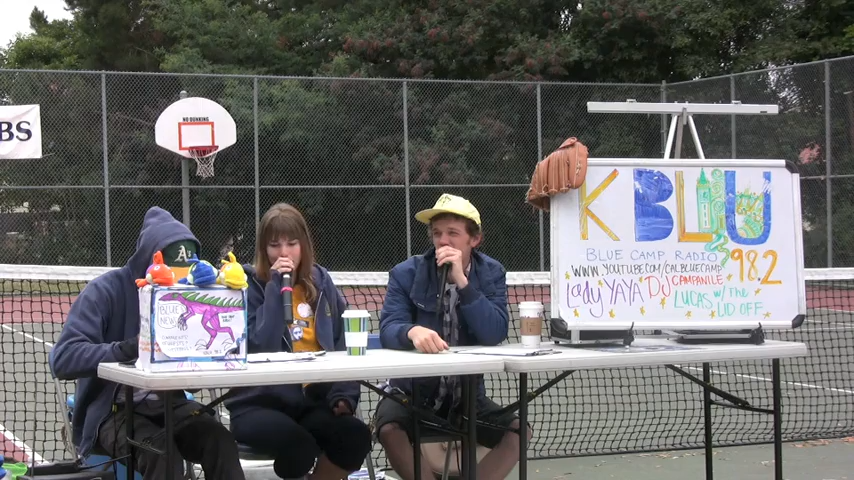 BS
NO DUNKING
A's
KBLU
98.2
BLUE CAMP RADIO
WWW.YOUTUBE.COM/CALBLUECAMP
Lady YAYA DJ CAMPANILE
LUCAS W/ THE LID OFF
BLUE
NEWS